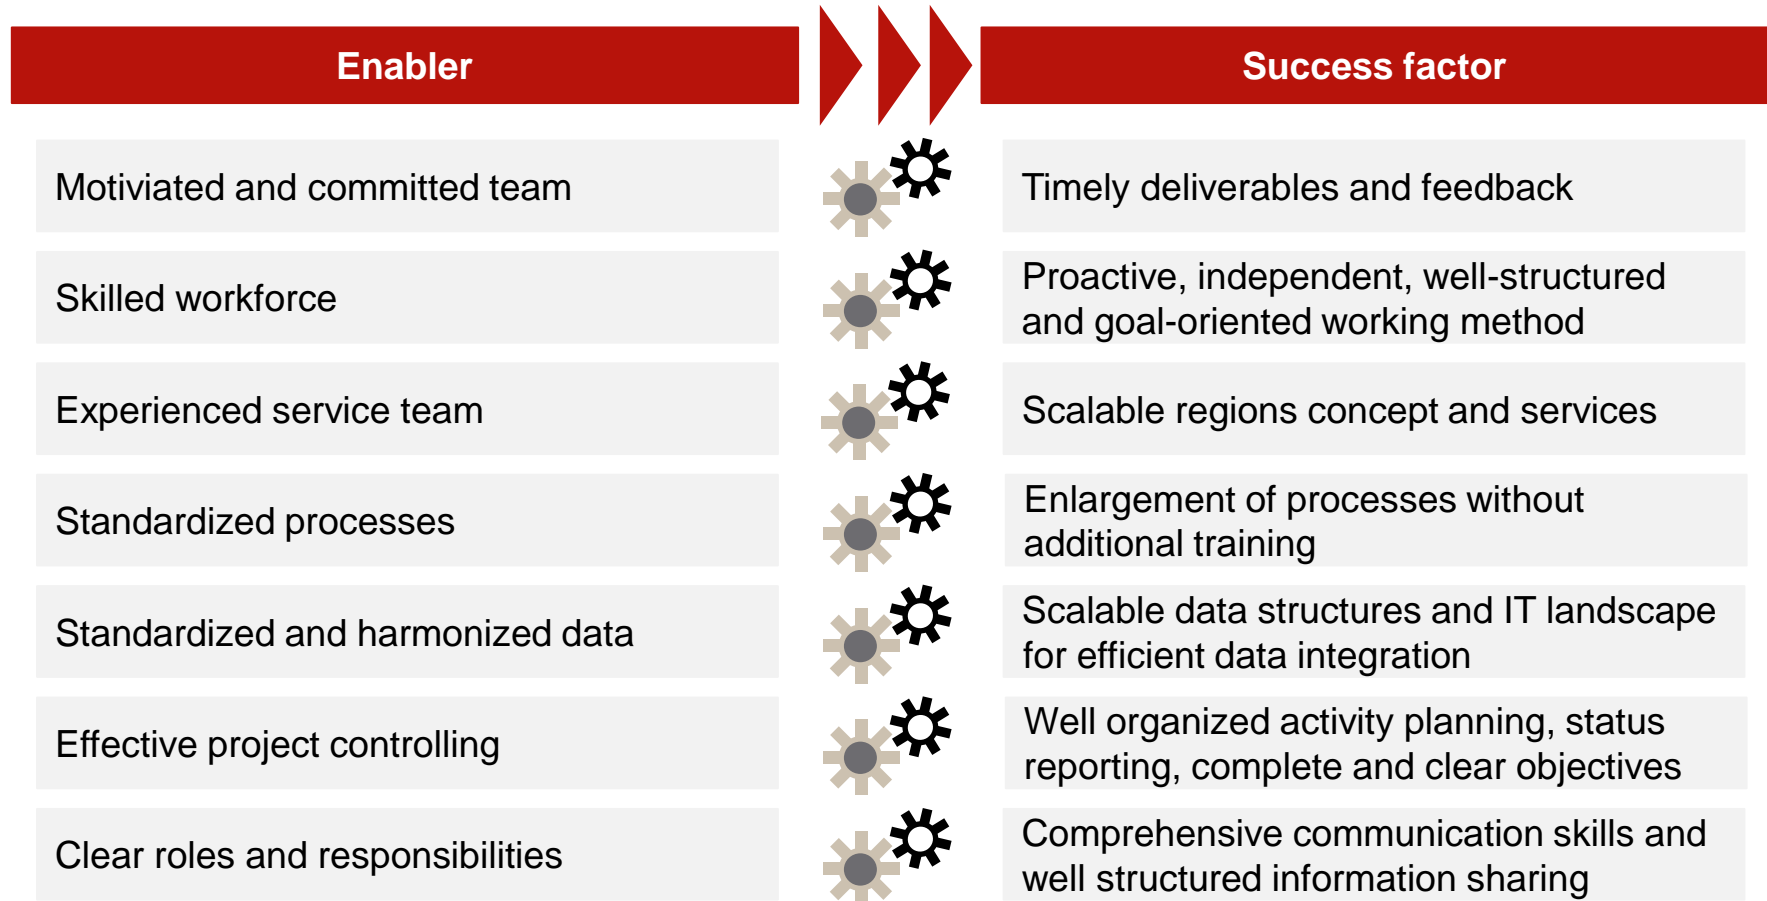 Enabler
Success factor
Motiviated and committed team
Timely deliverables and feedback
Skilled workforce
Proactive, independent, well-structured
and goal-oriented working method
Experienced service team
Scalable regions concept and services
Standardized processes
Enlargement of processes without
additional training
Standardized and harmonized data
Scalable data structures and IT landscape
for efficient data integration
Effective project controlling
Well organized activity planning, status
reporting, complete and clear objectives
Clear roles and responsibilities
Comprehensive communication skills and
well structured information sharing